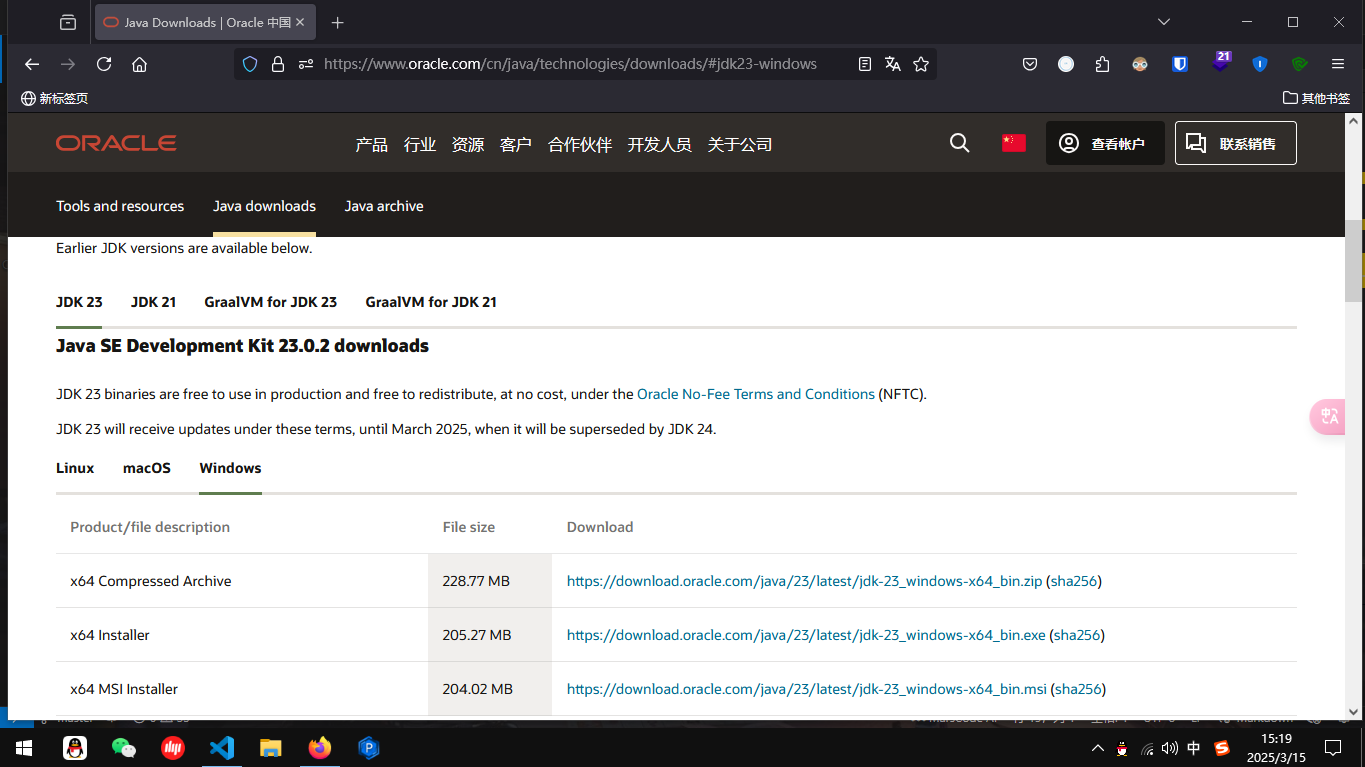 Java Downloads | Oracle 中国
https://www.oracle.com/cn/java/technologies/downloads/#jdk23-windows
21
新标签页
其他书签
ORACLE
产品 行业 资源 客户 合作伙伴 开发人员 关于公司
查看帐户
联系销售
Tools and resources Java downloads Java archive
Earlier JDK versions are available below.
JDK 23 JDK 21 GraalVM for JDK 23 GraalVM for JDK 21
Java SE Development Kit 23.0.2 downloads
JDK 23 binaries are free to use in production and free to redistribute, at no cost, under the Oracle No-Fee Terms and Conditions (NFTC).
JDK 23 will receive updates under these terms, until March 2025, when it will be superseded by JDK 24.
Linux macOS Windows
Product/file description File size Download
x64 Compressed Archive 228.77 MB https://download.oracle.com/java/23/latest/jdk-23_windows-x64_bin.zip (sha256)
x64 Installer 205.27 MB https://download.oracle.com/java/23/latest/jdk-23_windows-x64_bin.exe (sha256)
x64 MSI Installer 204.02 MB https://download.oracle.com/java/23/latest/jdk-23_windows-x64_bin.msi (sha256)
中
15:19
2025/3/15